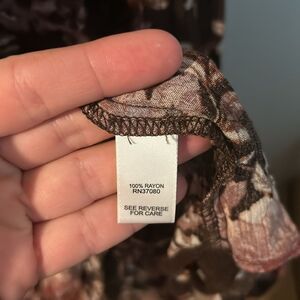 100% RAYON
RN37080
SEE REVERSE
FOR CARE